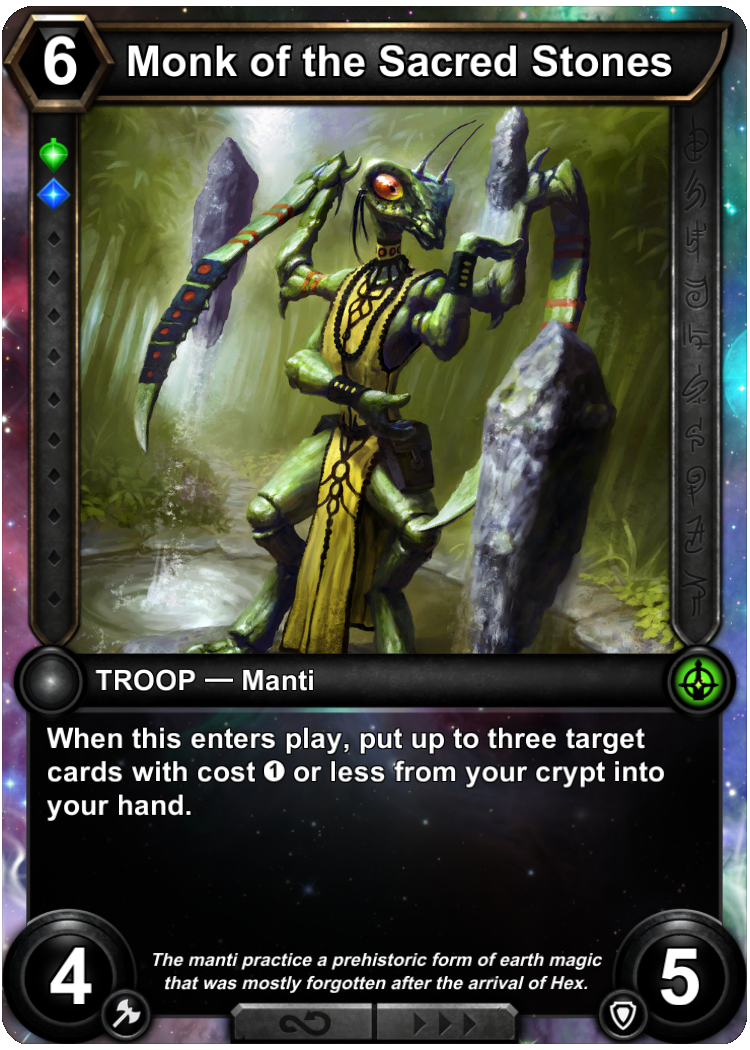 6 Monk of the Sacred Stones
TROOP — Manti
When this enters play, put up to three target
cards with cost ❶ or less from your crypt into
your hand.
The manti practice a prehistoric form of earth magic
that was mostly forgotten after the arrival of Hex.
4
5